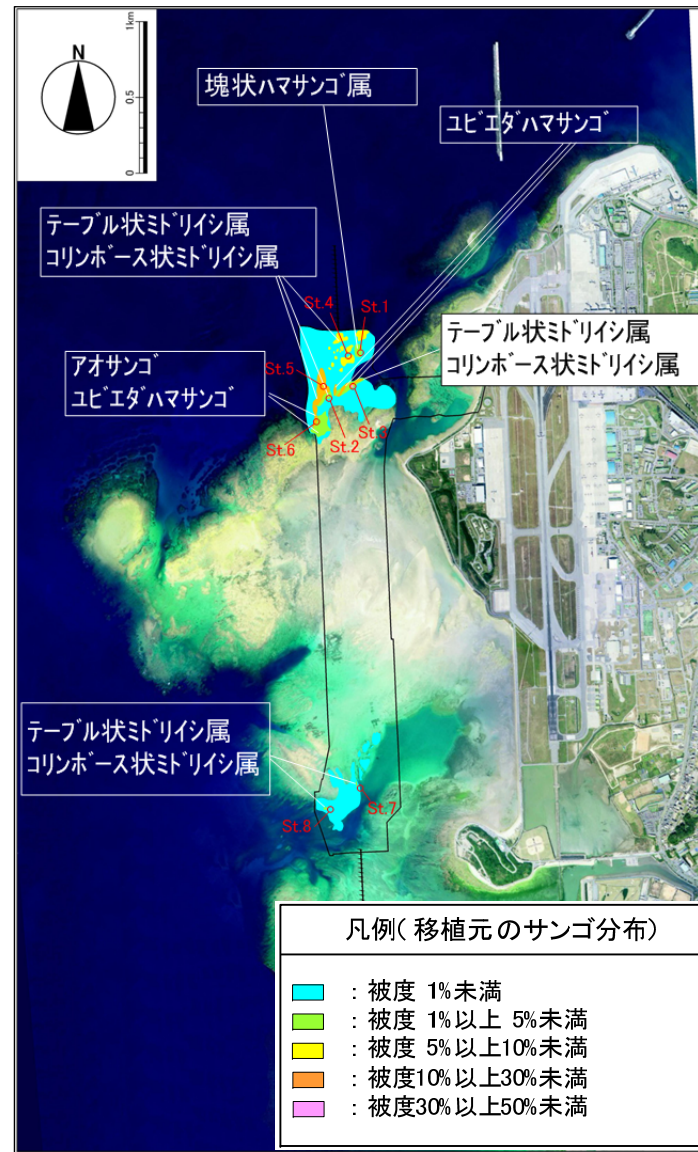 N
0
0.5
1km
塊状ハマサンゴ属
ユビエダハマサンゴ
テーブル状ミドリイシ属
コリンボース状ミドリイシ属
St.4
St.1
テーブル状ミドリイシ属
コリンボース状ミドリイシ属
アオサンゴ
ユビエダハマサンゴ
St.5
St.3
St.2
St.6
テーブル状ミドリイシ属
コリンボース状ミドリイシ属
St.7
St.8
凡例(移植元のサンゴ分布)
:被度 1%未満
:被度 1%以上 5%未満
:被度 5%以上10%未満
:被度10%以上30%未満
:被度30%以上50%未満